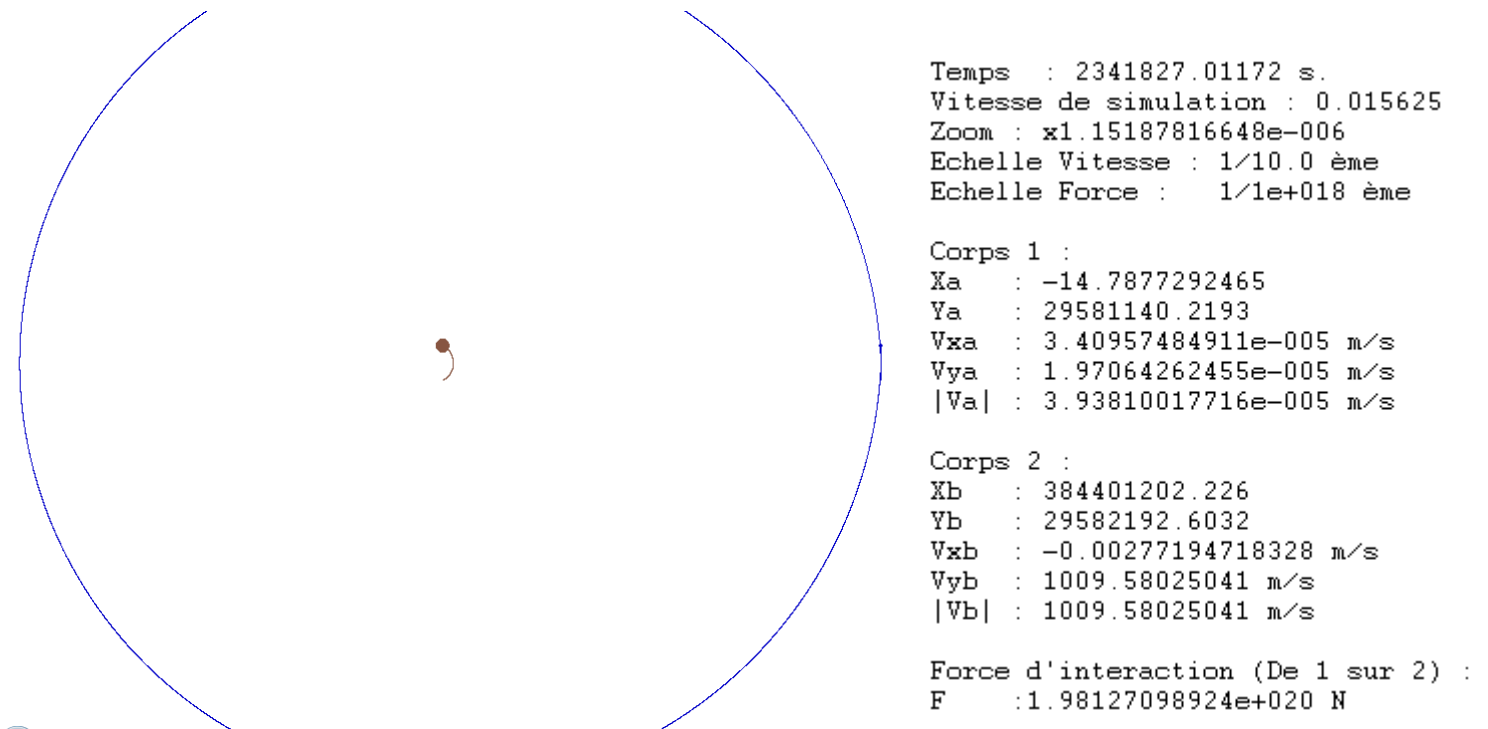 Temps  : 2341827.01172 s.
Vitesse de simulation : 0.015625
Zoom : x1.15187816648e-006
Echelle Vitesse : 1/10.0 ème
Echelle Force :   1/1e+018 ème
Corps 1 :
Xa   : -14.7877292465
Ya   : 29581140.2193
Vxa  : 3.40957484911e-005 m/s
Vya  : 1.97064262455e-005 m/s
|Va| : 3.93810017716e-005 m/s
Corps 2 :
Xb   : 384401202.226
Yb   : 29582192.6032
Vxb  : -0.00277194718328 m/s
Vyb  : 1009.58025041 m/s
|Vb| : 1009.58025041 m/s
Force d'interaction (De 1 sur 2) :
F    :1.98127098924e+020 N